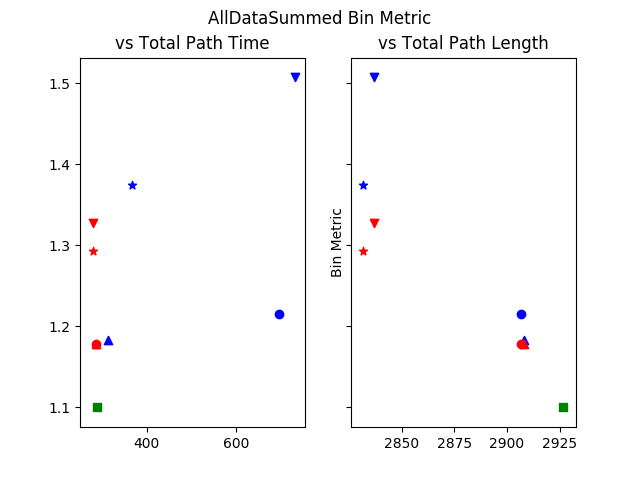 AllDataSummed Bin Metric
vs Total Path Time
vs Total Path Length
1.5
1.4
1.3
1.2
1.1
Bin Metric
400 600
2850 2875 2900 2925